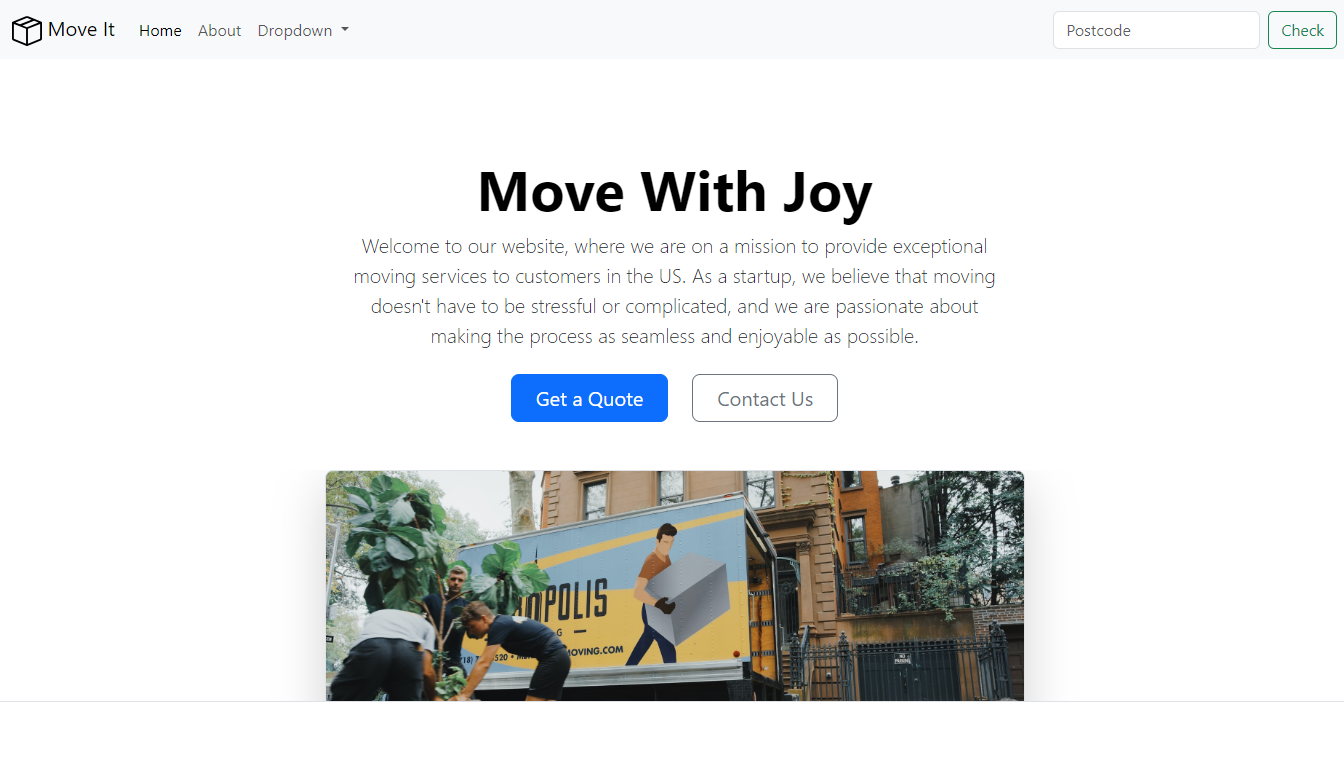 Move It
Home
About
Dropdown
Postcode
Check
Move With Joy
Welcome to our website, where we are on a mission to provide exceptional
moving services to customers in the US. As a startup, we believe that moving
doesn't have to be stressful or complicated, and we are passionate about
making the process as seamless and enjoyable as possible.
Get a Quote
Contact Us
OPOLIS
MOVING.COM
NO
PARKING